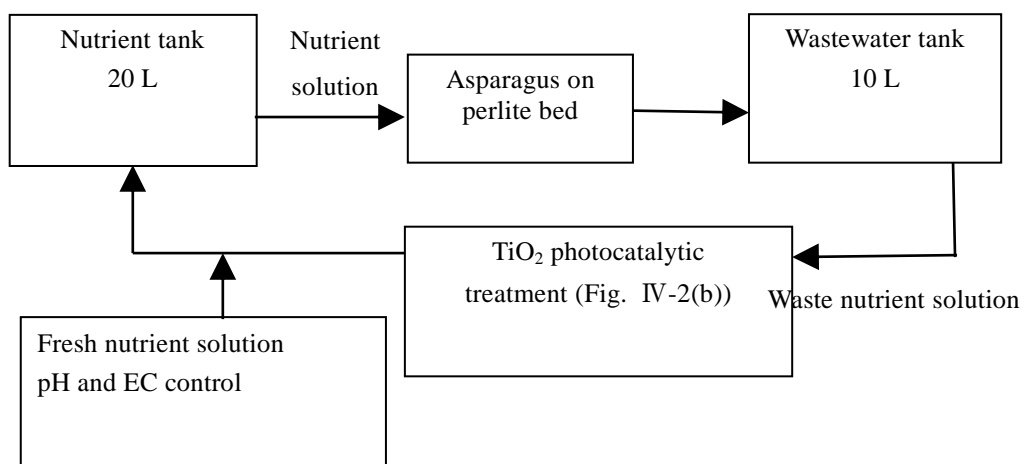 Nutrient tank
20 L
Nutrient
solution
Asparagus on
perlite bed
Wastewater tank
10 L
TiO₂ photocatalytic
treatment (Fig. Ⅳ-2(b))
Waste nutrient solution
Fresh nutrient solution
pH and EC control